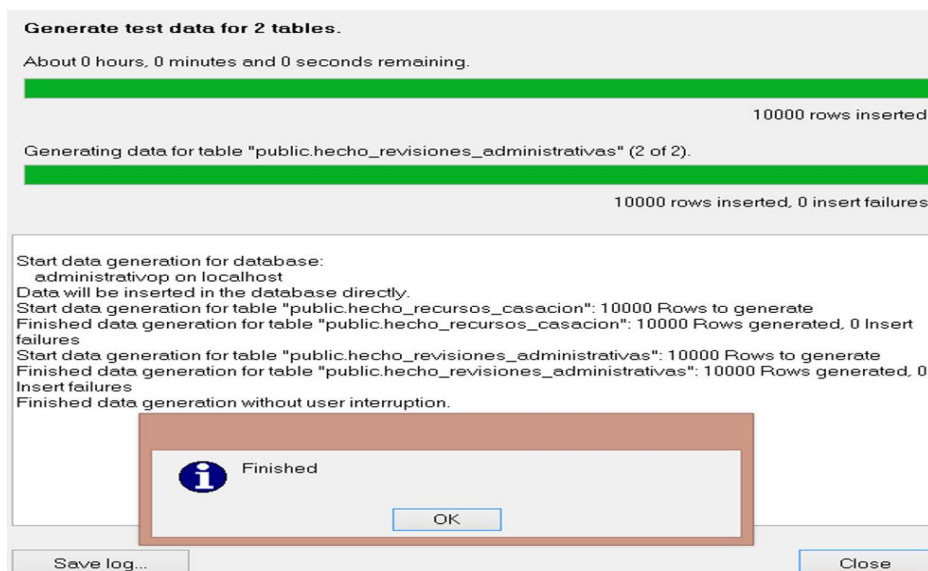 Generate test data for 2 tables.
About 0 hours, 0 minutes and 0 seconds remaining.
10000 rows inserted
Generating data for table "public.hecho_revisiones_administrativas" (2 of 2).
10000 rows inserted, 0 insert failures
Start data generation for database:
administrativop on localhost
Data will be inserted in the database directly.
Start data generation for table "public.hecho_recursos_casacion": 10000 Rows to generate
Finished data generation for table "public.hecho_recursos_casacion": 10000 Rows generated, 0 Insert
failures
Start data generation for table "public.hecho_revisiones_administrativas": 10000 Rows to generate
Finished data generation for table "public.hecho_revisiones_administrativas": 10000 Rows generated, 0
Insert failures
Finished data generation without user interruption.
Finished
OK
Save log...
Close